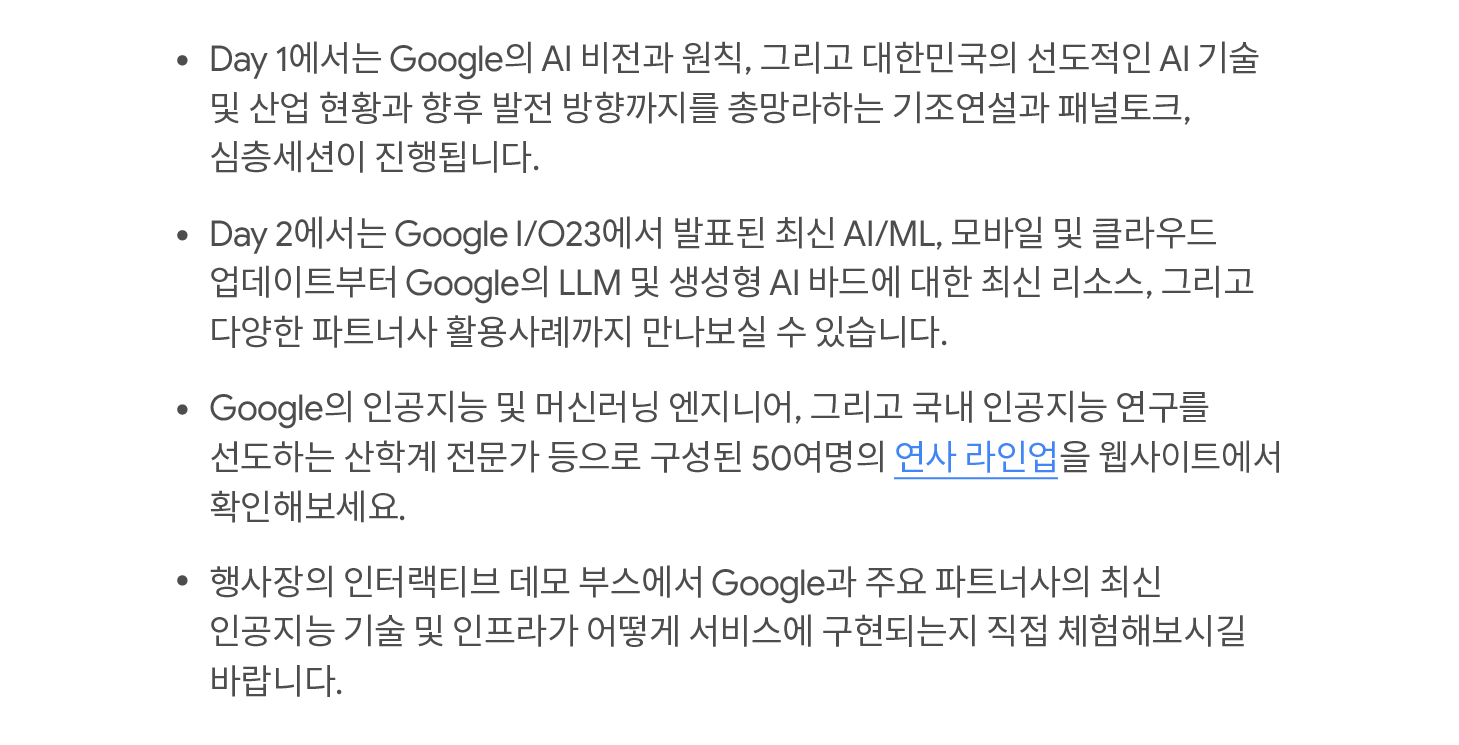 • Day 1에서는 Google의 AI 비전과 원칙, 그리고 대한민국의 선도적인 AI 기술
및 산업 현황과 향후 발전 방향까지를 총망라하는 기조연설과 패널토크,
심층세션이 진행됩니다.
• Day 2에서는 Google I/O23에서 발표된 최신 AI/ML, 모바일 및 클라우드
업데이트부터 Google의 LLM 및 생성형 AI 바드에 대한 최신 리소스, 그리고
다양한 파트너사 활용사례까지 만나보실 수 있습니다.
• Google의 인공지능 및 머신러닝 엔지니어, 그리고 국내 인공지능 연구를
선도하는 산학계 전문가 등으로 구성된 50여명의 연사 라인업을 웹사이트에서
확인해보세요.
• 행사장의 인터랙티브 데모 부스에서 Google과 주요 파트너사의 최신
인공지능 기술 및 인프라가 어떻게 서비스에 구현되는지 직접 체험해보시길
바랍니다.